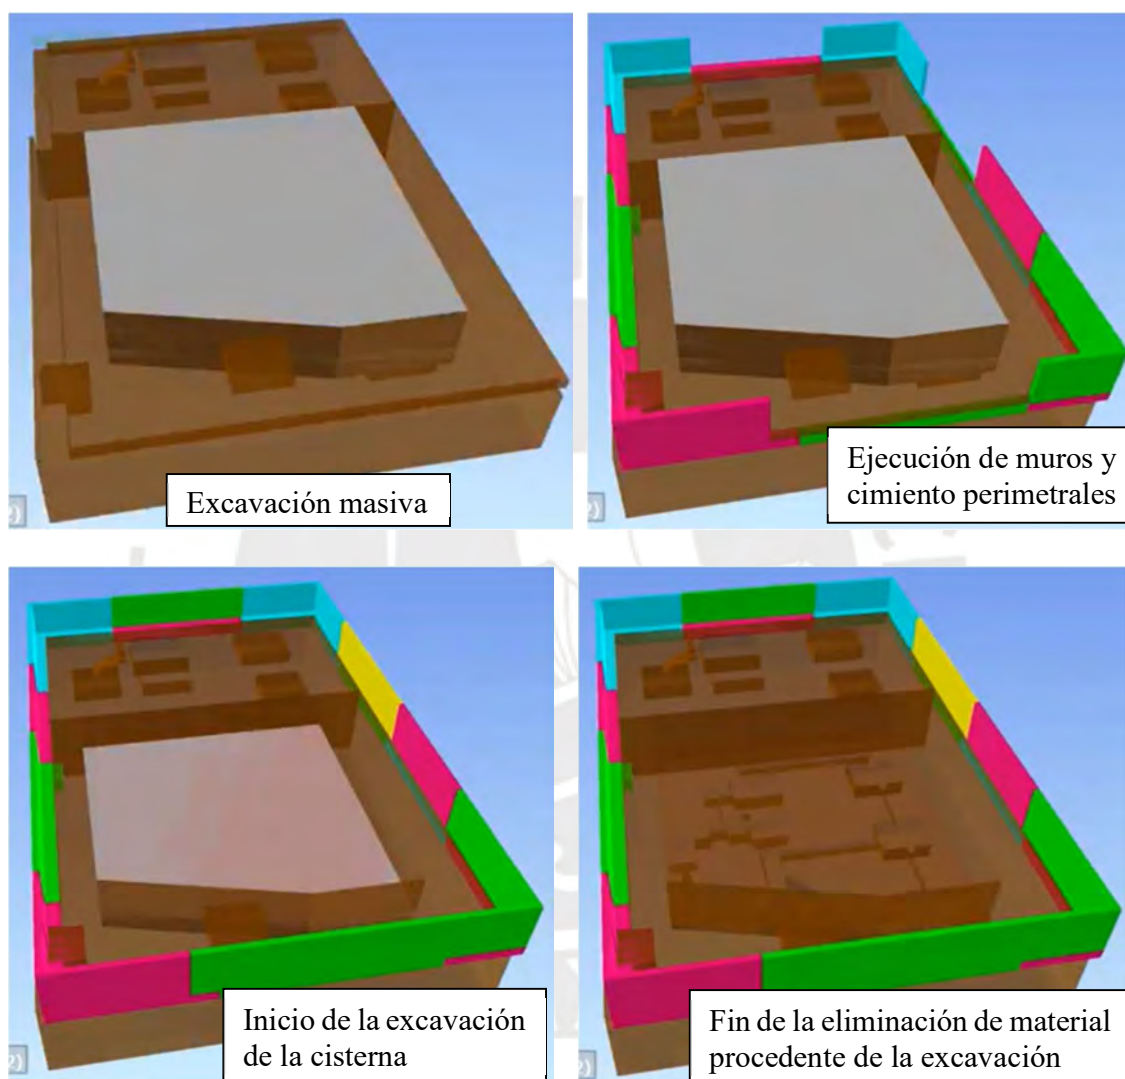 Excavación masiva
Ejecución de muros y
cimiento perimetrales
Inicio de la excavación
de la cisterna
Fin de la eliminación de material
procedente de la excavación